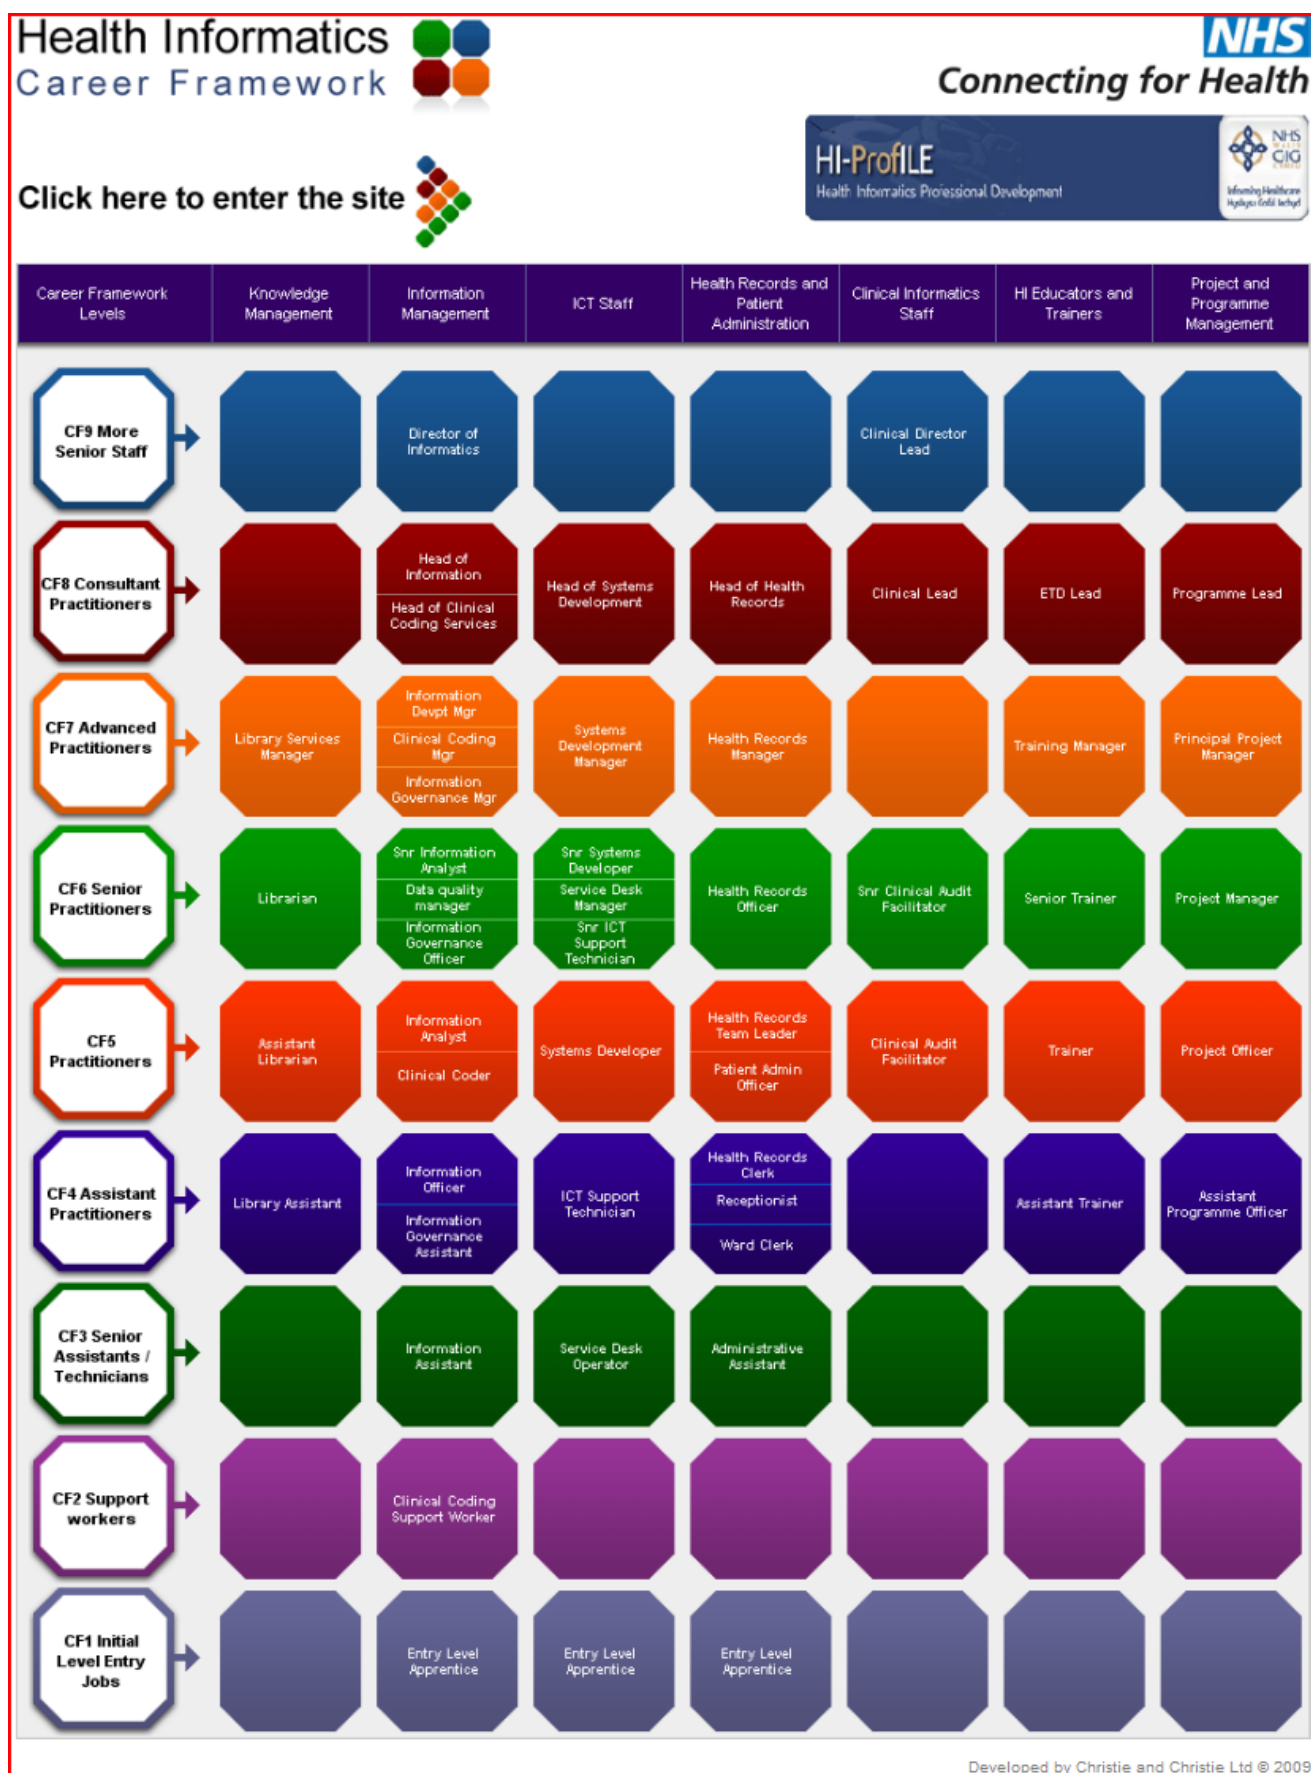 Health Informatics
Career Framework
NHS
Connecting for Health
HI-ProfILE
Health Informatics Professional Development
NHS
WALES
GIG
CYMRU
Informing Healthcare
Hysbysu Gofal Iechyd
Click here to enter the site
Career Framework
Levels
Knowledge
Management
Information
Management
ICT Staff
Health Records and
Patient
Administration
Clinical Informatics
Staff
HI Educators and
Trainers
Project and
Programme
Management
CF9 More
Senior Staff
Director of
Informatics
Clinical Director
Lead
CF8 Consultant
Practitioners
Head of
Information
Head of Clinical
Coding Services
Head of Systems
Development
Head of Health
Records
Clinical Lead
ETD Lead
Programme Lead
CF7 Advanced
Practitioners
Library Services
Manager
Information
Devpt Mgr
Clinical Coding
Mgr
Information
Governance Mgr
Systems
Development
Manager
Health Records
Manager
Training Manager
Principal Project
Manager
CF6 Senior
Practitioners
Librarian
Snr Information
Analyst
Data quality
manager
Information
Governance
Officer
Snr Systems
Developer
Service Desk
Manager
Snr ICT
Support
Technician
Health Records
Officer
Snr Clinical Audit
Facilitator
Senior Trainer
Project Manager
CF5
Practitioners
Assistant
Librarian
Information
Analyst
Clinical Coder
Systems Developer
Health Records
Team Leader
Patient Admin
Officer
Clinical Audit
Facilitator
Trainer
Project Officer
CF4 Assistant
Practitioners
Library Assistant
Information
Officer
Information
Governance
Assistant
ICT Support
Technician
Health Records
Clerk
Receptionist
Ward Clerk
Assistant Trainer
Assistant
Programme Officer
CF3 Senior
Assistants /
Technicians
Information
Assistant
Service Desk
Operator
Administrative
Assistant
CF2 Support
workers
Clinical Coding
Support Worker
CF1 Initial
Level Entry
Jobs
Entry Level
Apprentice
Entry Level
Apprentice
Entry Level
Apprentice
Developed by Christie and Christie Ltd © 2009